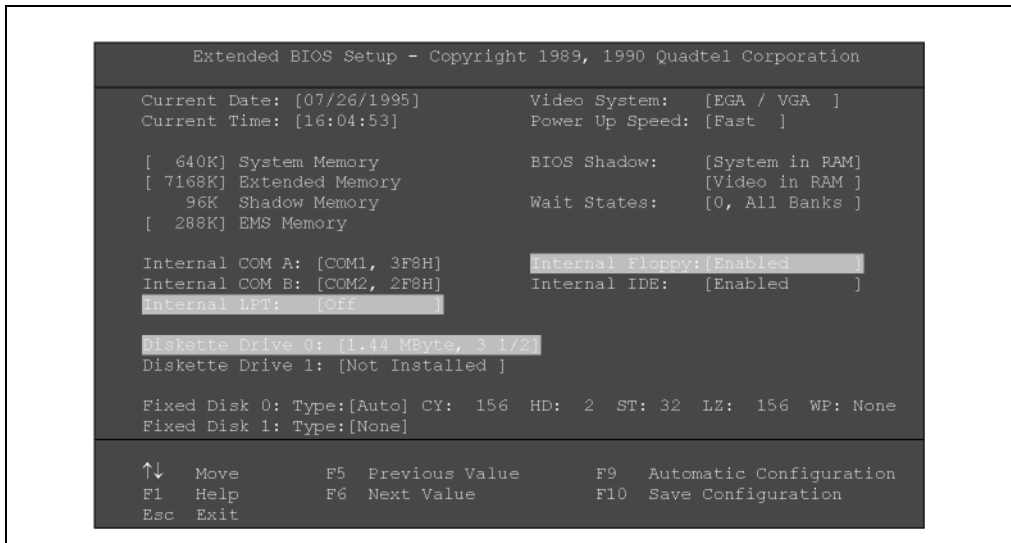 Extended BIOS Setup - Copyright 1989, 1990 Quadtel Corporation
Current Date: [07/26/1995] Video System: [EGA / VGA ]
Current Time: [16:04:53] Power Up Speed: [Fast ]
[ 640K] System Memory BIOS Shadow: [System in RAM]
[ 7168K] Extended Memory [Video in RAM ]
96K Shadow Memory Wait States: [0, All Banks ]
[ 288K] EMS Memory
Internal COM A: [COM1, 3F8H] Internal Floppy:[Enabled ]
Internal COM B: [COM2, 2F8H] Internal IDE: [Enabled ]
Internal LPT: [Off ]
Diskette Drive 0: [1.44 MByte, 3 1/2]
Diskette Drive 1: [Not Installed ]
Fixed Disk 0: Type:[Auto] CY: 156 HD: 2 ST: 32 LZ: 156 WP: None
Fixed Disk 1: Type:[None]
↑↓ Move F5 Previous Value F9 Automatic Configuration
F1 Help F6 Next Value F10 Save Configuration
Esc Exit